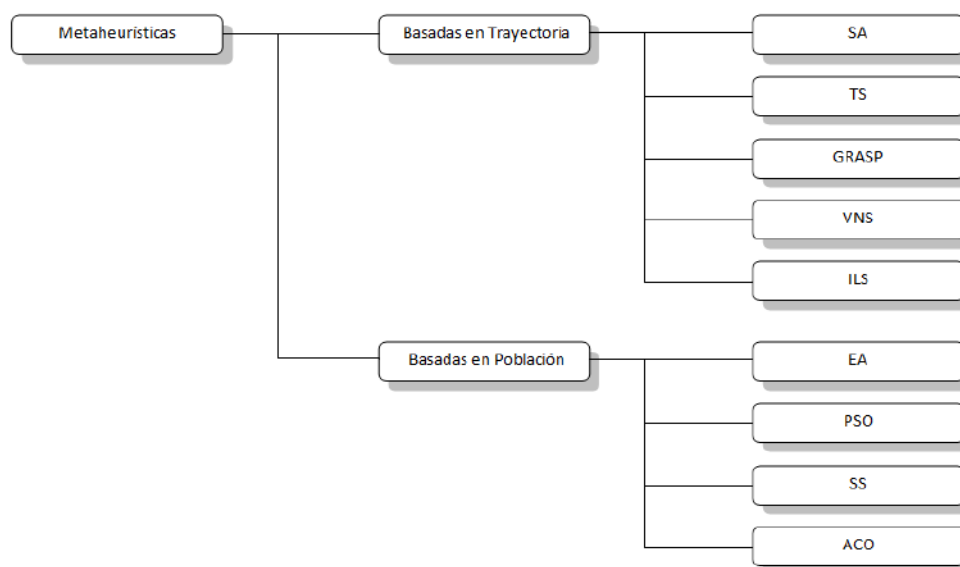 Metaheurísticas
Basadas en Trayectoria
SA
TS
GRASP
VNS
ILS
Basadas en Población
EA
PSO
SS
ACO